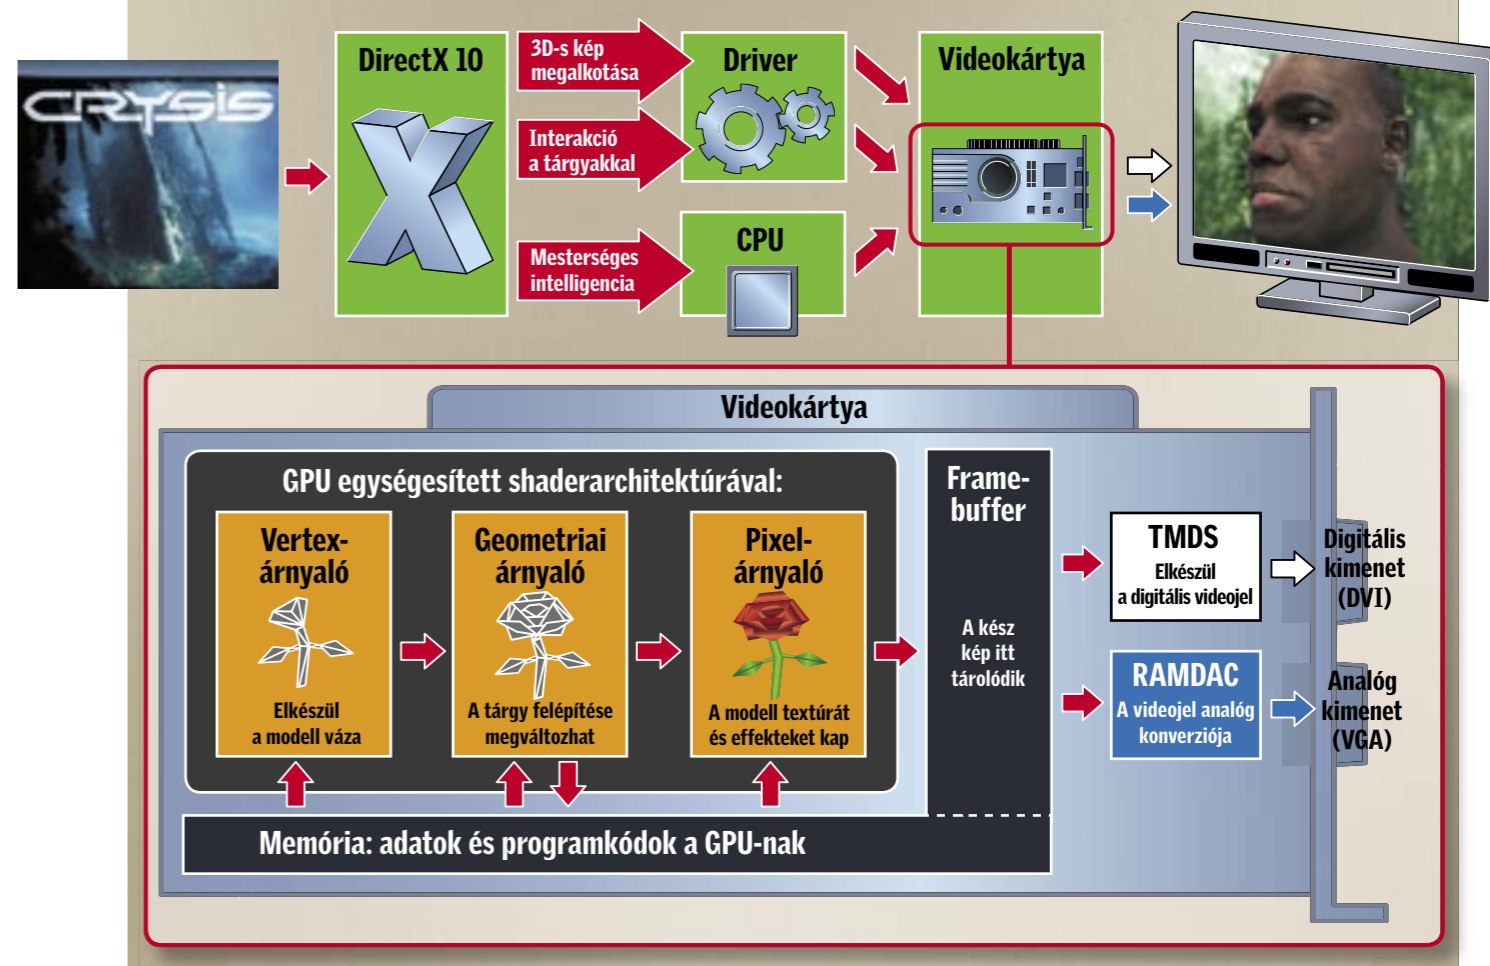 CRYSIS
DirectX 10
3D-s kép
megalkotása
Interakció
a tárgyakkal
Mesterséges
intelligencia
Driver
CPU
Videokártya
Videokártya
GPU egységesített shaderarchitektúrával:
Vertex-
árnyaló
Elkészül
a modell váza
Geometriai
árnyaló
A tárgy felépítése
megváltozhat
Pixel-
árnyaló
A modell textúrát
és effekteket kap
Frame-
buffer
A kész
kép itt
tárolódik
TMDS
Elkészül
a digitális videojel
Digitális
kimenet
(DVI)
RAMDAC
A videojel analóg
konverziója
Analóg
kimenet
(VGA)
Memória: adatok és programkódok a GPU-nak